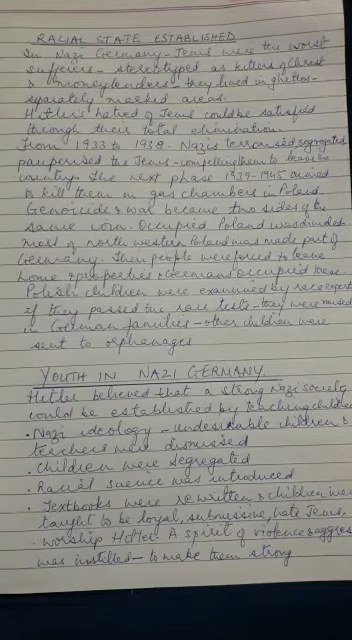 RACIAL STATE ESTABLISHED
In Nazi Germany - Jews were the worst
sufferers - stereotyped as killers of Christ
& moneylenders - they lived in ghettos -
separately marked areas.
Hitler's hatred of Jews could be satisfied
through their total elimination.
From 1933 to 1938 - Nazis terrorised, segregated
pauperised the Jews - compelling them to leave the
country. The next phase 1939-1945 aimed
to kill them in gas chambers in Poland.
Genocide & war became two sides of the
same coin. Occupied Poland was divided
most of north western Poland was made part of
Germany. Then people were forced to leave
home & properties & Germans occupied these
Polish children were examined by race expert
if they passed the race tests - they were raised
in German families - other children were
sent to orphanages
YOUTH IN NAZI GERMANY
Hitler believed that a strong Nazi society
could be established by teaching children
• Nazi ideology - undesirable children &
teachers were dismissed
• Children were segregated
• Racial science was introduced
• Textbooks were rewritten & children were
taught to be loyal, submissive, hate Jews,
• worship Hitler. A spirit of violence & aggres
was instilled - to make them strong